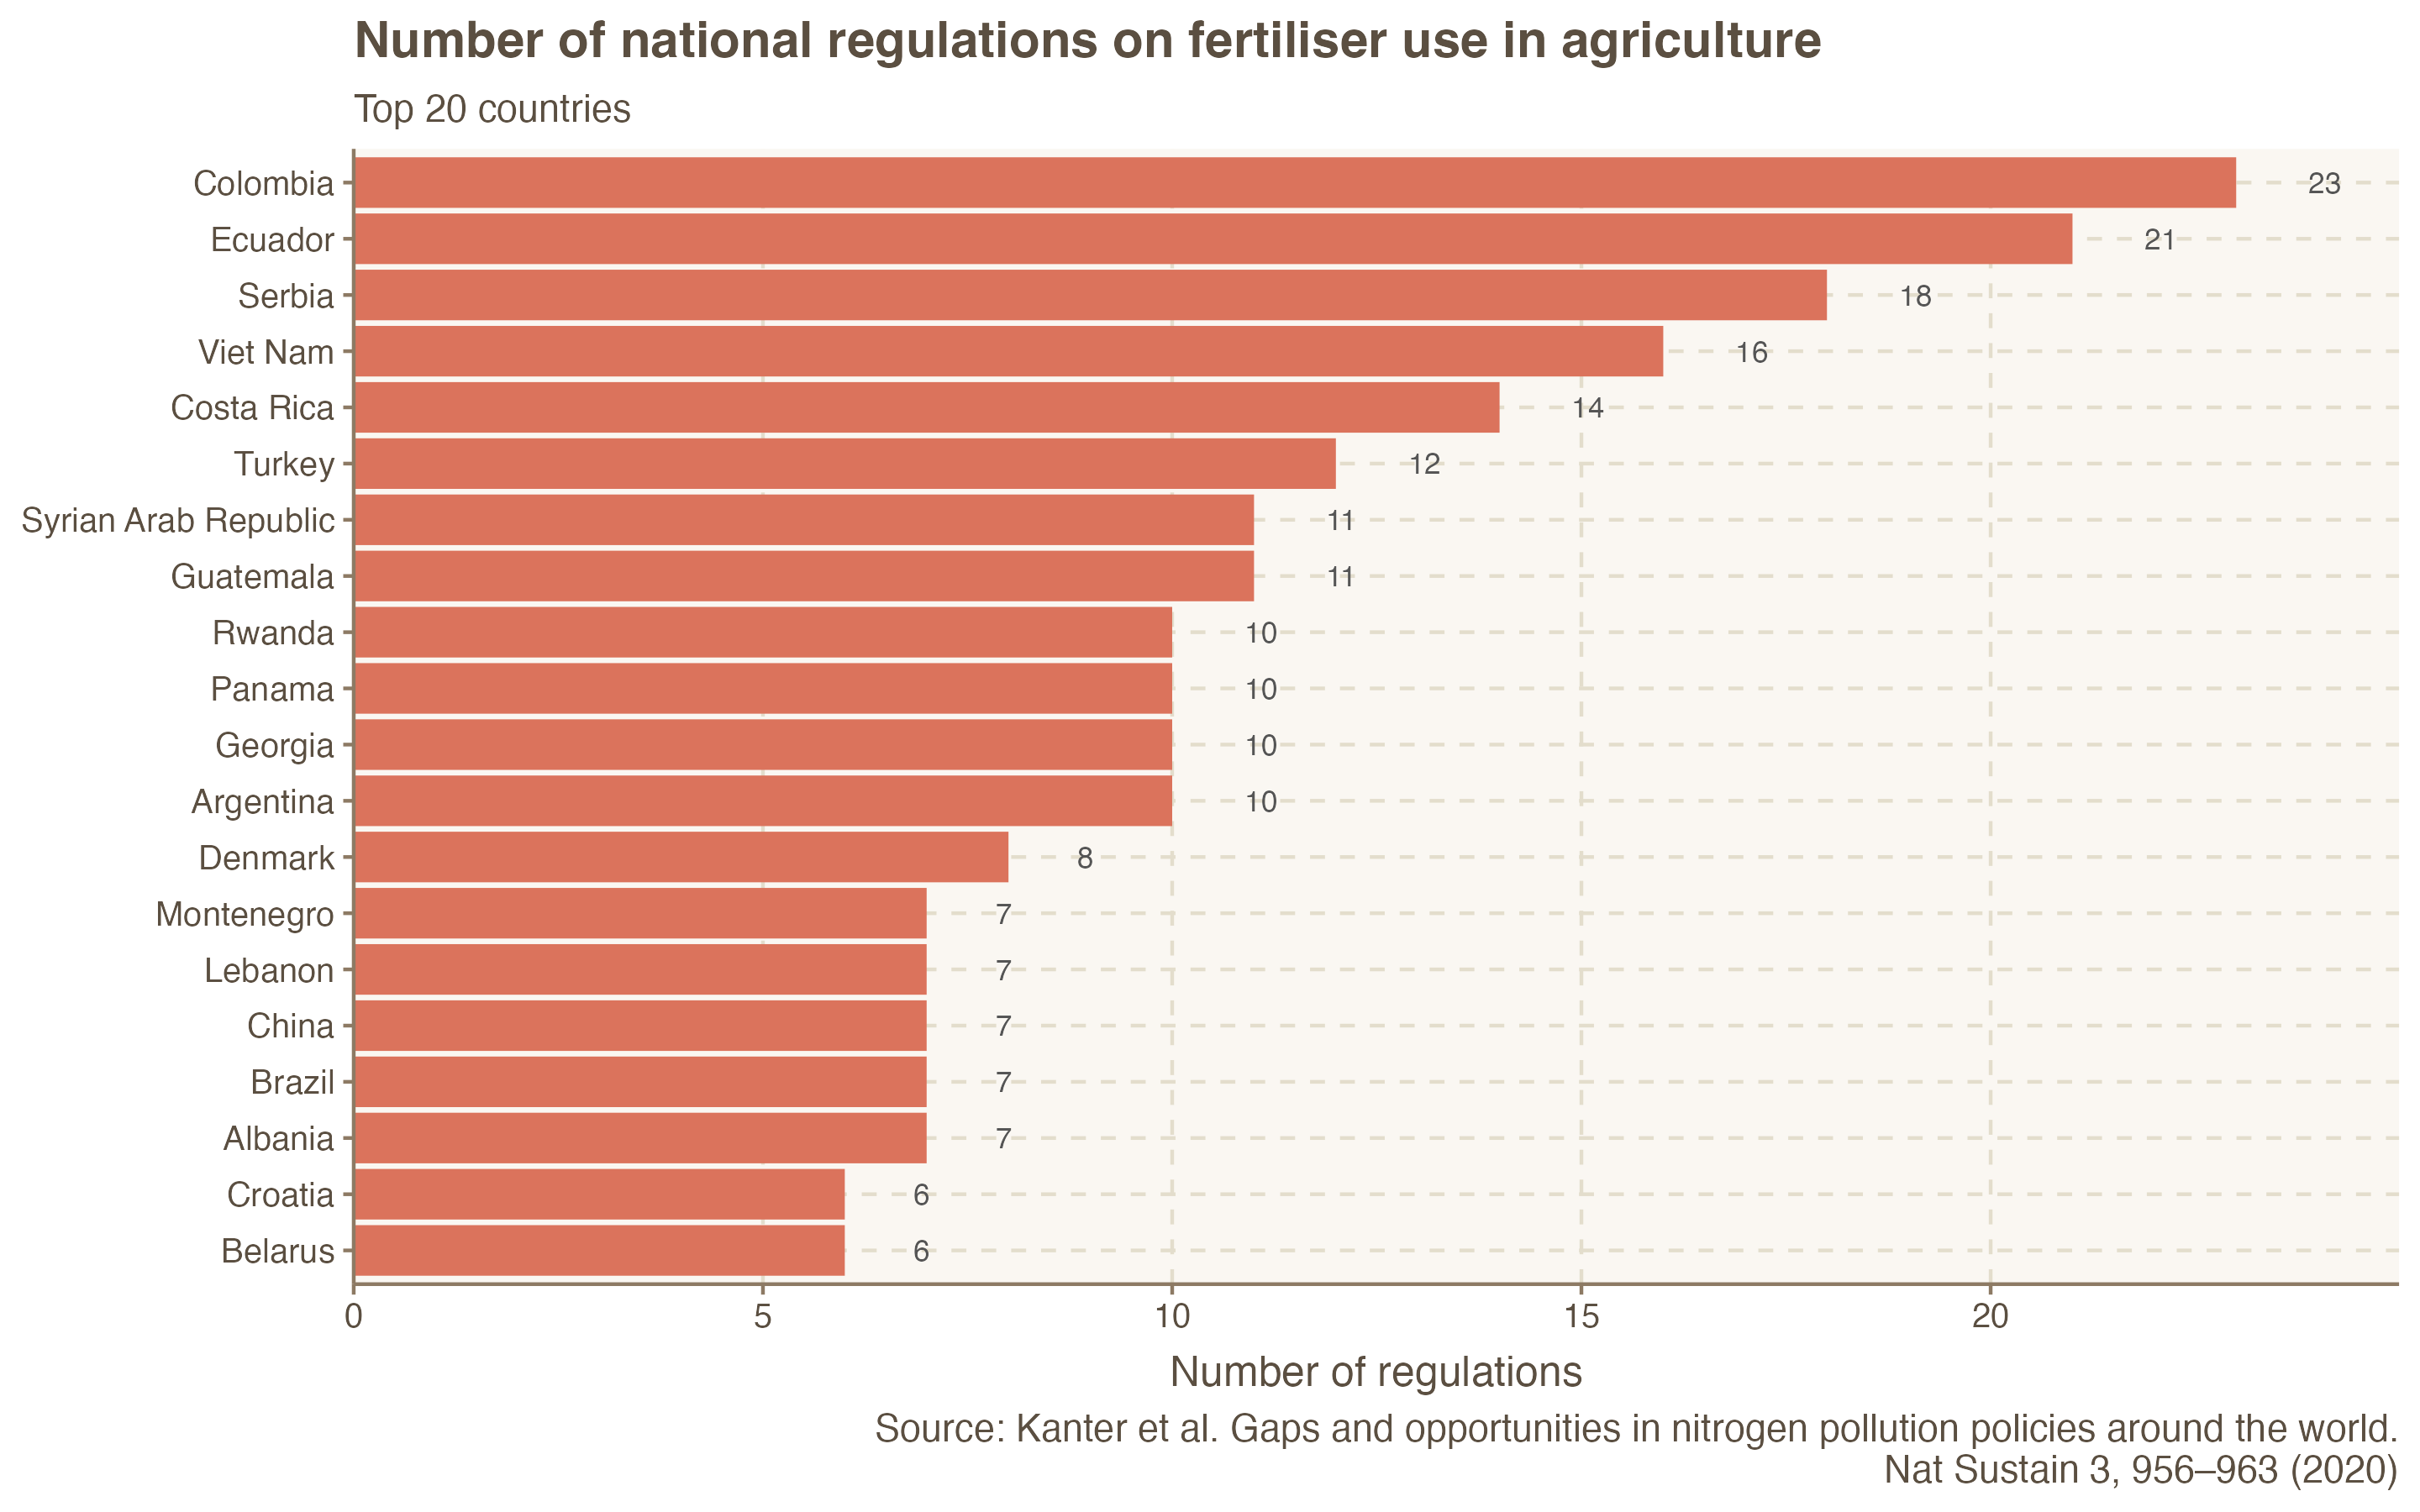 Number of national regulations on fertiliser use in agriculture
Top 20 countries
Colombia 23
Ecuador 21
Serbia 18
Viet Nam 16
Costa Rica 14
Turkey 12
Syrian Arab Republic 11
Guatemala 11
Rwanda 10
Panama 10
Georgia 10
Argentina 10
Denmark 8
Montenegro 7
Lebanon 7
China 7
Brazil 7
Albania 7
Croatia 6
Belarus 6
0 5 10 15 20
Number of regulations
Source: Kanter et al. Gaps and opportunities in nitrogen pollution policies around the world.
Nat Sustain 3, 956–963 (2020)